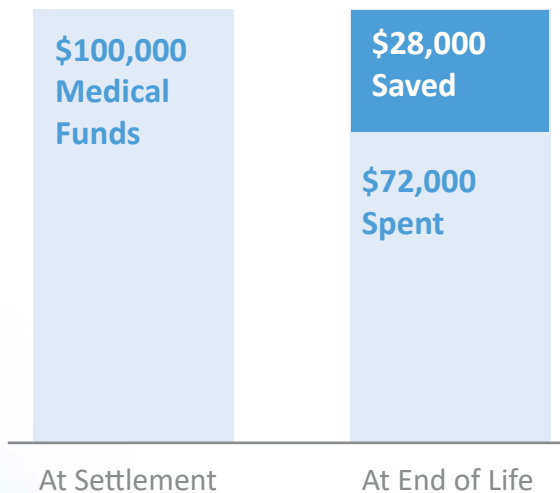 $100,000
Medical
Funds
$28,000
Saved
$72,000
Spent
At Settlement
At End of Life